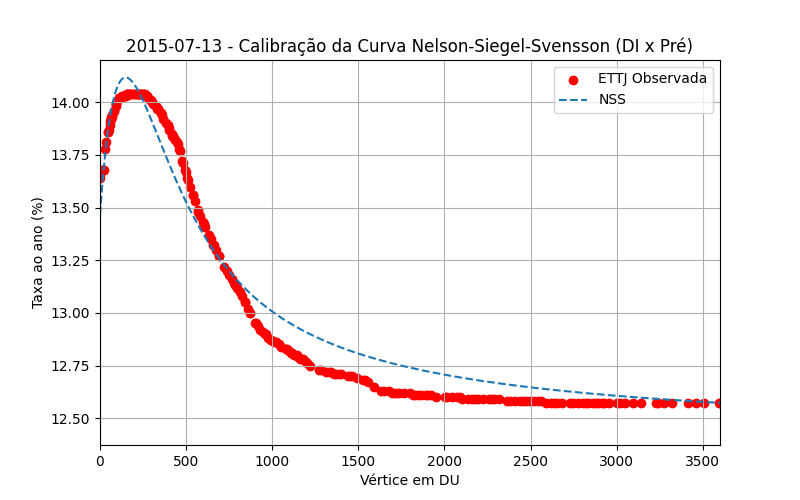 2015-07-13 - Calibração da Curva Nelson-Siegel-Svensson (DI x Pré)
ETTJ Observada
NSS
Taxa ao ano (%)
14.00
13.75
13.50
13.25
13.00
12.75
12.50
0 500 1000 1500 2000 2500 3000 3500
Vértice em DU